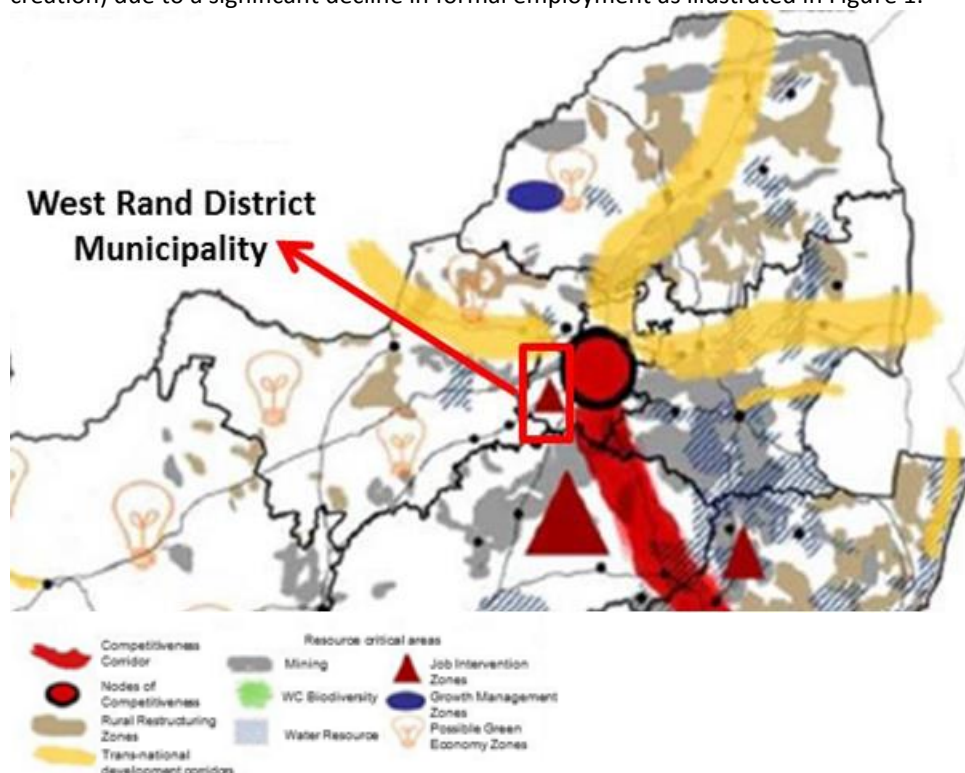 creation) due to a significant decline in formal employment as illustrated in Figure 1.
West Rand District
Municipality
Competitiveness
Corridor
Nodes of
Competitiveness
Rural Restructuring
Zones
Trans-national
development corridors
Resource critical areas
Mining
WC Biodiversity
Water Resource
Job Intervention
Zones
Growth Management
Zones
Possible Green
Economy Zones